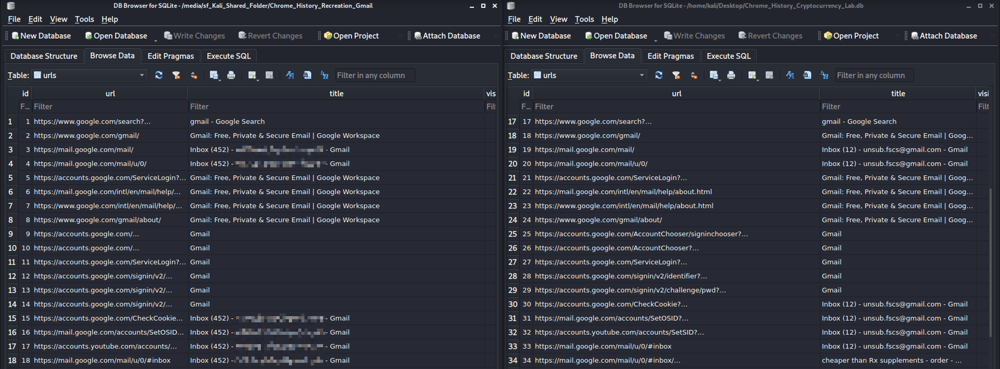 DB Browser for SQLite - /media/sf_Kali_Shared_Folder/Chrome_History_Recreation_Gmail
File Edit View Tools Help
New Database Open Database Write Changes Revert Changes Open Project Attach Database
Database Structure Browse Data Edit Pragmas Execute SQL
Table: urls Filter in any column
id url title vis
F... Filter Filter Filt
1 1 https://www.google.com/search?... gmail - Google Search
2 2 https://www.google.com/gmail/ Gmail: Free, Private & Secure Email | Google Workspace
3 3 https://mail.google.com/mail/ Inbox (452) - - Gmail
4 4 https://mail.google.com/mail/u/0/ Inbox (452) - - Gmail
5 5 https://accounts.google.com/ServiceLogin?... Gmail: Free, Private & Secure Email | Google Workspace
6 6 https://mail.google.com/intl/en/mail/help/... Gmail: Free, Private & Secure Email | Google Workspace
7 7 https://www.google.com/intl/en/mail/help/... Gmail: Free, Private & Secure Email | Google Workspace
8 8 https://www.google.com/gmail/about/ Gmail: Free, Private & Secure Email | Google Workspace
9 9 https://accounts.google.com/... Gmail
10 10 https://accounts.google.com/... Gmail
11 11 https://accounts.google.com/ServiceLogin?... Gmail
12 12 https://accounts.google.com/signin/v2/... Gmail
13 13 https://accounts.google.com/signin/v2/... Gmail
14 14 https://accounts.google.com/signin/v2/... Gmail
15 15 https://accounts.google.com/CheckCookie... Inbox (452) - - Gmail
16 16 https://mail.google.com/accounts/SetOSID... Inbox (452) - - Gmail
17 17 https://accounts.youtube.com/accounts/... Inbox (452) - - Gmail
18 18 https://mail.google.com/mail/u/0/#inbox Inbox (452) - - Gmail
DB Browser for SQLite - /home/kali/Desktop/Chrome_History_Cryptocurrency_Lab.db
File Edit View Tools Help
New Database Open Database Write Changes Revert Changes Open Project Attach Database
Database Structure Browse Data Edit Pragmas Execute SQL
Table: urls Filter in any column
id url title visi
F... Filter Filter Filt
17 17 https://www.google.com/search?... gmail - Google Search
18 18 https://www.google.com/gmail/ Gmail: Free, Private & Secure Email | Goog...
19 19 https://mail.google.com/mail/ Inbox (12) - unsub.fscs@gmail.com - Gmail
20 20 https://mail.google.com/mail/u/0/ Inbox (12) - unsub.fscs@gmail.com - Gmail
21 21 https://accounts.google.com/ServiceLogin?... Gmail: Free, Private & Secure Email | Goog...
22 22 https://mail.google.com/intl/en/mail/help/about.html Gmail: Free, Private & Secure Email | Goog...
23 23 https://www.google.com/intl/en/mail/help/about.html Gmail: Free, Private & Secure Email | Goog...
24 24 https://www.google.com/gmail/about/ Gmail: Free, Private & Secure Email | Goog...
25 25 https://accounts.google.com/AccountChooser/signinchooser?... Gmail
26 26 https://accounts.google.com/AccountChooser?... Gmail
27 27 https://accounts.google.com/ServiceLogin?... Gmail
28 28 https://accounts.google.com/signin/v2/identifier?... Gmail
29 29 https://accounts.google.com/signin/v2/challenge/pwd?... Gmail
30 30 https://accounts.google.com/CheckCookie?... Inbox (12) - unsub.fscs@gmail.com - Gmail
31 31 https://mail.google.com/accounts/SetOSID?... Inbox (12) - unsub.fscs@gmail.com - Gmail
32 32 https://accounts.youtube.com/accounts/SetSID?... Inbox (12) - unsub.fscs@gmail.com - Gmail
33 33 https://mail.google.com/mail/u/0/#inbox Inbox (12) - unsub.fscs@gmail.com - Gmail
34 34 https://mail.google.com/mail/u/0/#inbox/... cheaper than Rx supplements - order - ...